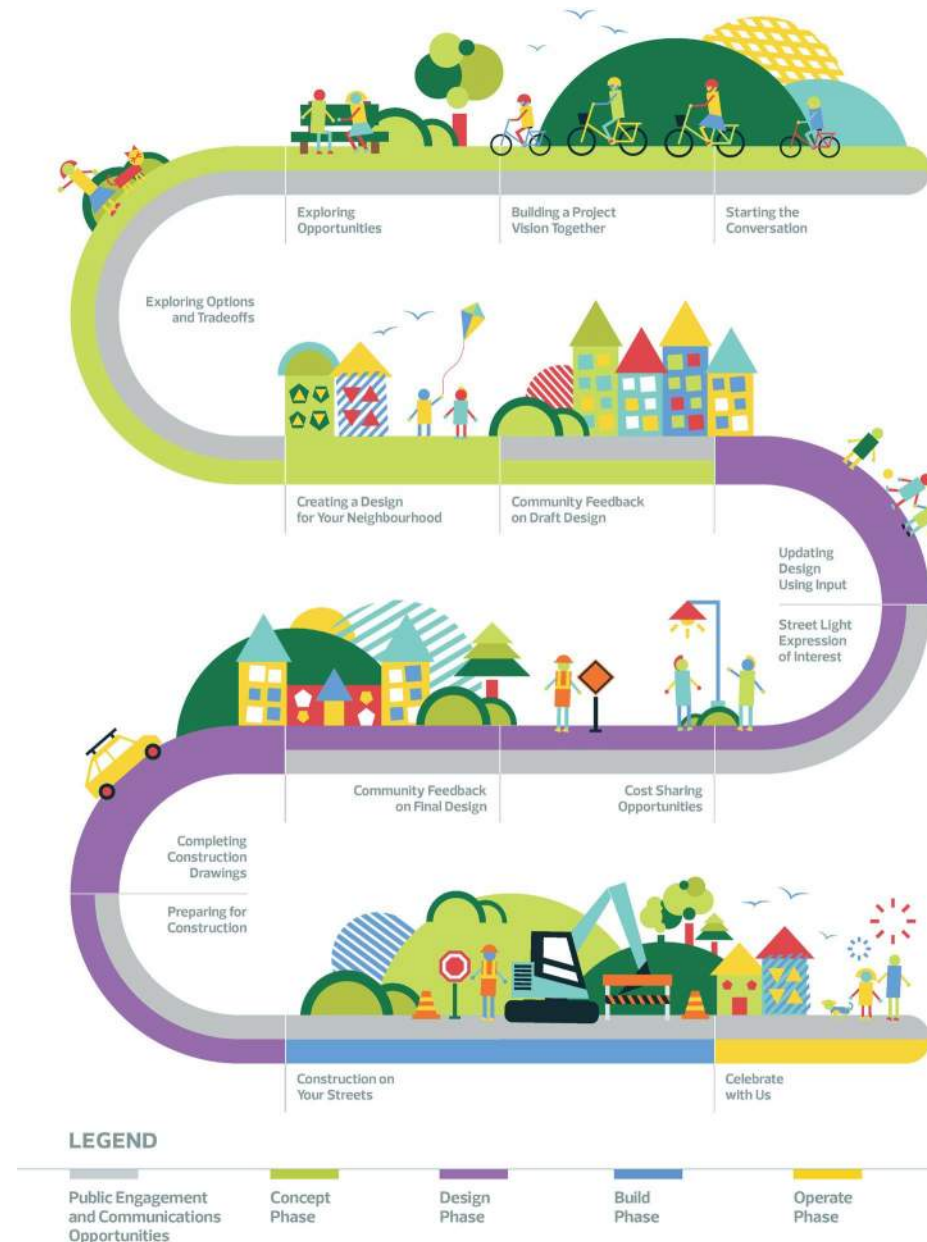 Exploring
Opportunities
Building a Project
Vision Together
Starting the
Conversation
Exploring Options
and Tradeoffs
Creating a Design
for Your Neighbourhood
Community Feedback
on Draft Design
Updating
Design
Using Input
Street Light
Expression
of Interest
Community Feedback
on Final Design
Cost Sharing
Opportunities
Completing
Construction
Drawings
Preparing for
Construction
Construction on
Your Streets
Celebrate
with Us
LEGEND
Public Engagement
and Communications
Opportunities
Concept
Phase
Design
Phase
Build
Phase
Operate
Phase